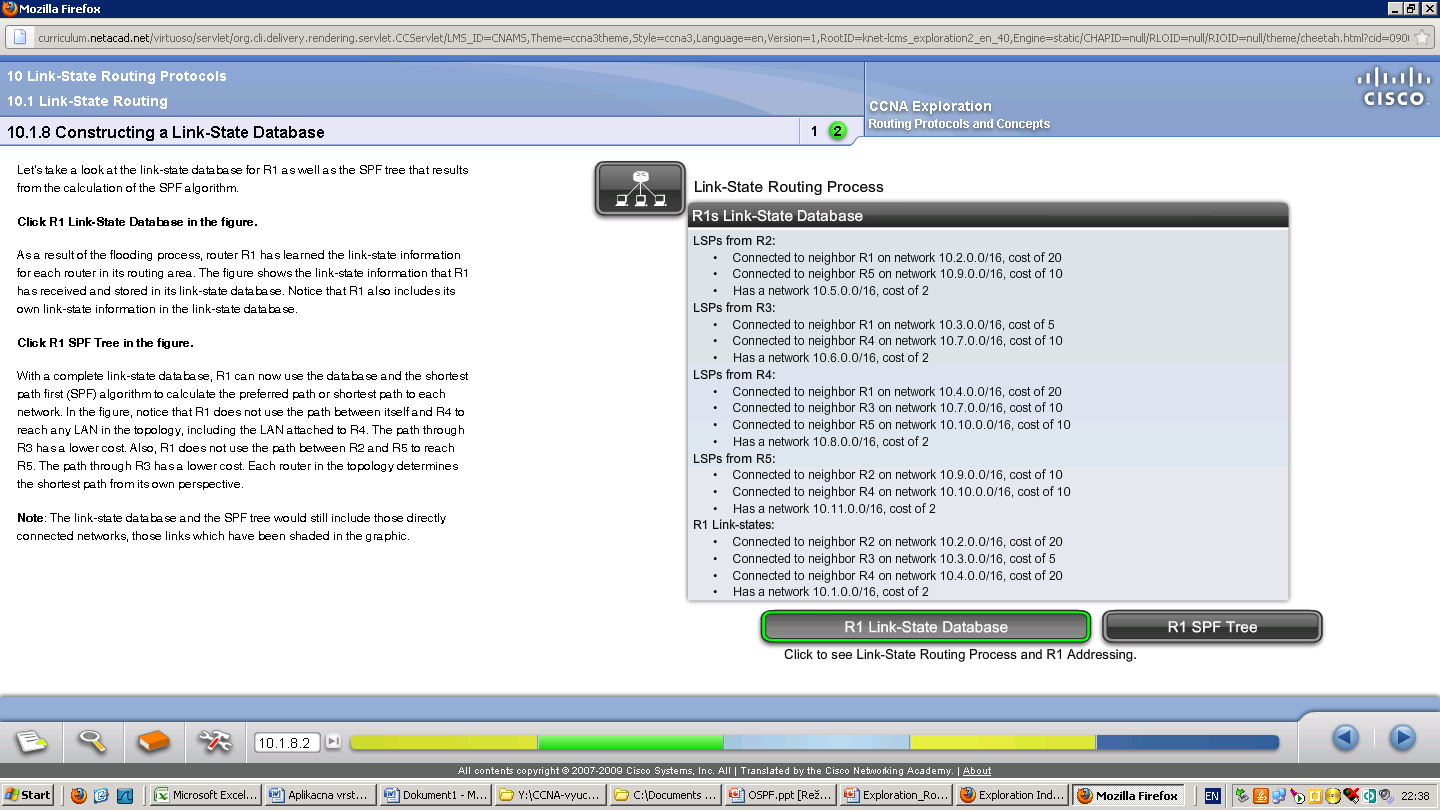 Mozilla Firefox
curriculum.netacad.net/virtuoso/servlet/org.cli.delivery.rendering.servlet.CCServlet/LMS_ID=CNAMS,Theme=ccna3theme,Style=ccna3,Language=en,Version=1,RootID=knet-lcms_exploration2_en_40,Engine=static/CHAPID=null/RLOID=null/RIOID=null/theme/cheetah.html?cid=0900
10 Link-State Routing Protocols
10.1 Link-State Routing
CCNA Exploration
Routing Protocols and Concepts
CISCO
10.1.8 Constructing a Link-State Database
1 2
Let's take a look at the link-state database for R1 as well as the SPF tree that results
from the calculation of the SPF algorithm.
Click R1 Link-State Database in the figure.
As a result of the flooding process, router R1 has learned the link-state information
for each router in its routing area. The figure shows the link-state information that R1
has received and stored in its link-state database. Notice that R1 also includes its
own link-state information in the link-state database.
Click R1 SPF Tree in the figure.
With a complete link-state database, R1 can now use the database and the shortest
path first (SPF) algorithm to calculate the preferred path or shortest path to each
network. In the figure, notice that R1 does not use the path between itself and R4 to
reach any LAN in the topology, including the LAN attached to R4. The path through
R3 has a lower cost. Also, R1 does not use the path between R2 and R5 to reach
R5. The path through R3 has a lower cost. Each router in the topology determines
the shortest path from its own perspective.
Note: The link-state database and the SPF tree would still include those directly
connected networks, those links which have been shaded in the graphic.
Link-State Routing Process
R1s Link-State Database
LSPs from R2:
• Connected to neighbor R1 on network 10.2.0.0/16, cost of 20
• Connected to neighbor R5 on network 10.9.0.0/16, cost of 10
• Has a network 10.5.0.0/16, cost of 2
LSPs from R3:
• Connected to neighbor R1 on network 10.3.0.0/16, cost of 5
• Connected to neighbor R4 on network 10.7.0.0/16, cost of 10
• Has a network 10.6.0.0/16, cost of 2
LSPs from R4:
• Connected to neighbor R1 on network 10.4.0.0/16, cost of 20
• Connected to neighbor R3 on network 10.7.0.0/16, cost of 10
• Connected to neighbor R5 on network 10.10.0.0/16, cost of 10
• Has a network 10.8.0.0/16, cost of 2
LSPs from R5:
• Connected to neighbor R2 on network 10.9.0.0/16, cost of 10
• Connected to neighbor R4 on network 10.10.0.0/16, cost of 10
• Has a network 10.11.0.0/16, cost of 2
R1 Link-states:
• Connected to neighbor R2 on network 10.2.0.0/16, cost of 20
• Connected to neighbor R3 on network 10.3.0.0/16, cost of 5
• Connected to neighbor R4 on network 10.4.0.0/16, cost of 20
• Has a network 10.1.0.0/16, cost of 2
R1 Link-State Database
R1 SPF Tree
Click to see Link-State Routing Process and R1 Addressing.
10.1.8.2
All contents copyright © 2007-2009 Cisco Systems, Inc. All | Translated by the Cisco Networking Academy. | About
Start
Microsoft Excel...
Aplikacna vrst...
Dokument1 - M...
Y:\CCNA-vyuc...
C:\Documents ...
OSPF.ppt [Rež...
Exploration_Ro...
Exploration Ind...
Mozilla Firefox
EN
22:38